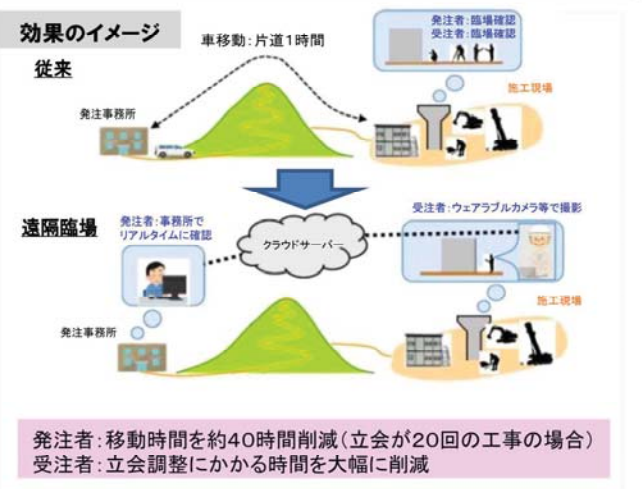 効果のイメージ
従来
車移動：片道１時間
発注者：臨場確認
受注者：臨場確認
施工現場
発注事務所
遠隔臨場
発注者：事務所で
リアルタイムに確認
クラウドサーバー
受注者：ウェアラブルカメラ等で撮影
施工現場
発注事務所
発注者：移動時間を約４０時間削減（立会が２０回の工事の場合）
受注者：立会調整にかかる時間を大幅に削減